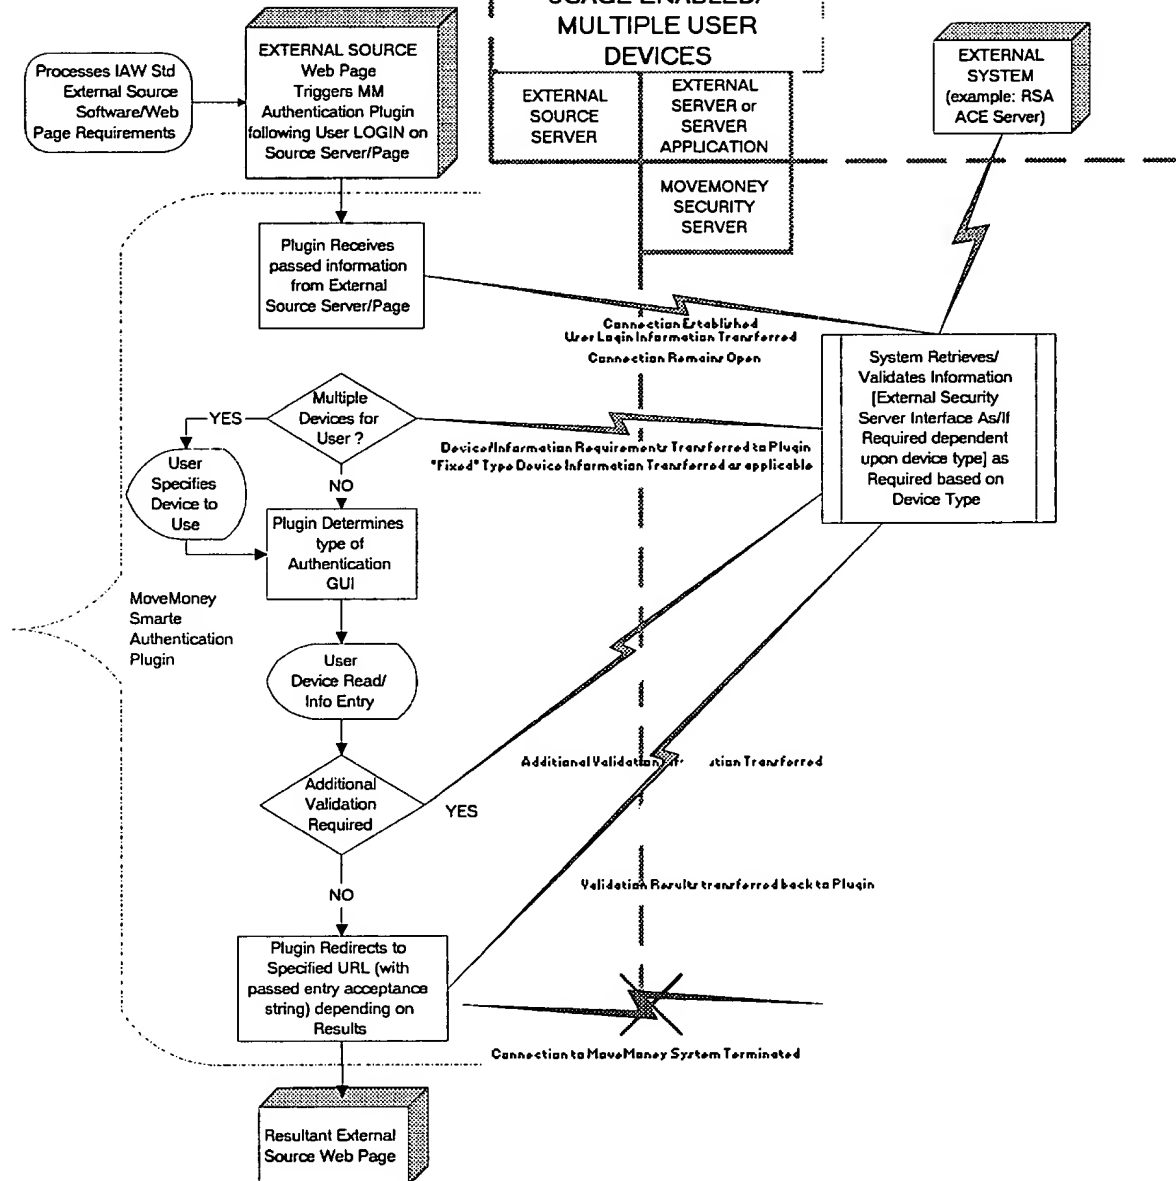 USAGE ENABLED/
MULTIPLE USER
DEVICES
EXTERNAL
SOURCE
SERVER
EXTERNAL
SERVER or
SERVER
APPLICATION
MOVEMONEY
SECURITY
SERVER
EXTERNAL
SYSTEM
(example: RSA
ACE Server)
Processes IAW Std
External Source
Software/Web
Page Requirements
EXTERNAL SOURCE
Web Page
Triggers MM
Authentication Plugin
following User LOGIN on
Source Server/Page
Plugin Receives
passed information
from External
Source Server/Page
Connection Established
User Login Information Transferred
Connection Remains Open
System Retrieves/
Validates Information
[External Security
Server Interface As/If
Required dependent
upon device type] as
Required based on
Device Type
Multiple
Devices for
User ?
YES
NO
Device/Information Requirements Transferred to Plugin
"Fixed" Type Device Information Transferred as applicable
User
Specifies
Device to
Use
Plugin Determines
type of
Authentication
GUI
MoveMoney
Smarte
Authentication
Plugin
User
Device Read/
Info Entry
Additional Validation Transferred
Additional
Validation
Required
YES
NO
Validation Results transferred back to Plugin
Plugin Redirects to
Specified URL (with
passed entry acceptance
string) depending on
Results
Connection to MoveMoney System Terminated
Resultant External
Source Web Page